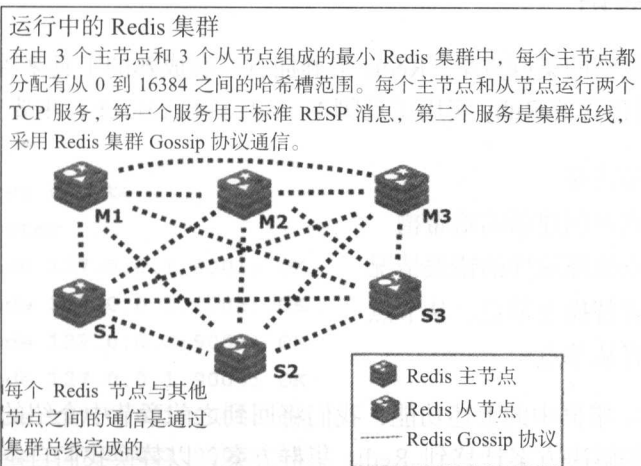 运行中的 Redis 集群
在由 3 个主节点和 3 个从节点组成的最小 Redis 集群中，每个主节点都
分配有从 0 到 16384 之间的哈希槽范围。每个主节点和从节点运行两个
TCP 服务，第一个服务用于标准 RESP 消息，第二个服务是集群总线，
采用 Redis 集群 Gossip 协议通信。
M1
M2
M3
S1
S3
S2
每个 Redis 节点与其他
节点之间的通信是通过
集群总线完成的
Redis 主节点
Redis 从节点
Redis Gossip 协议